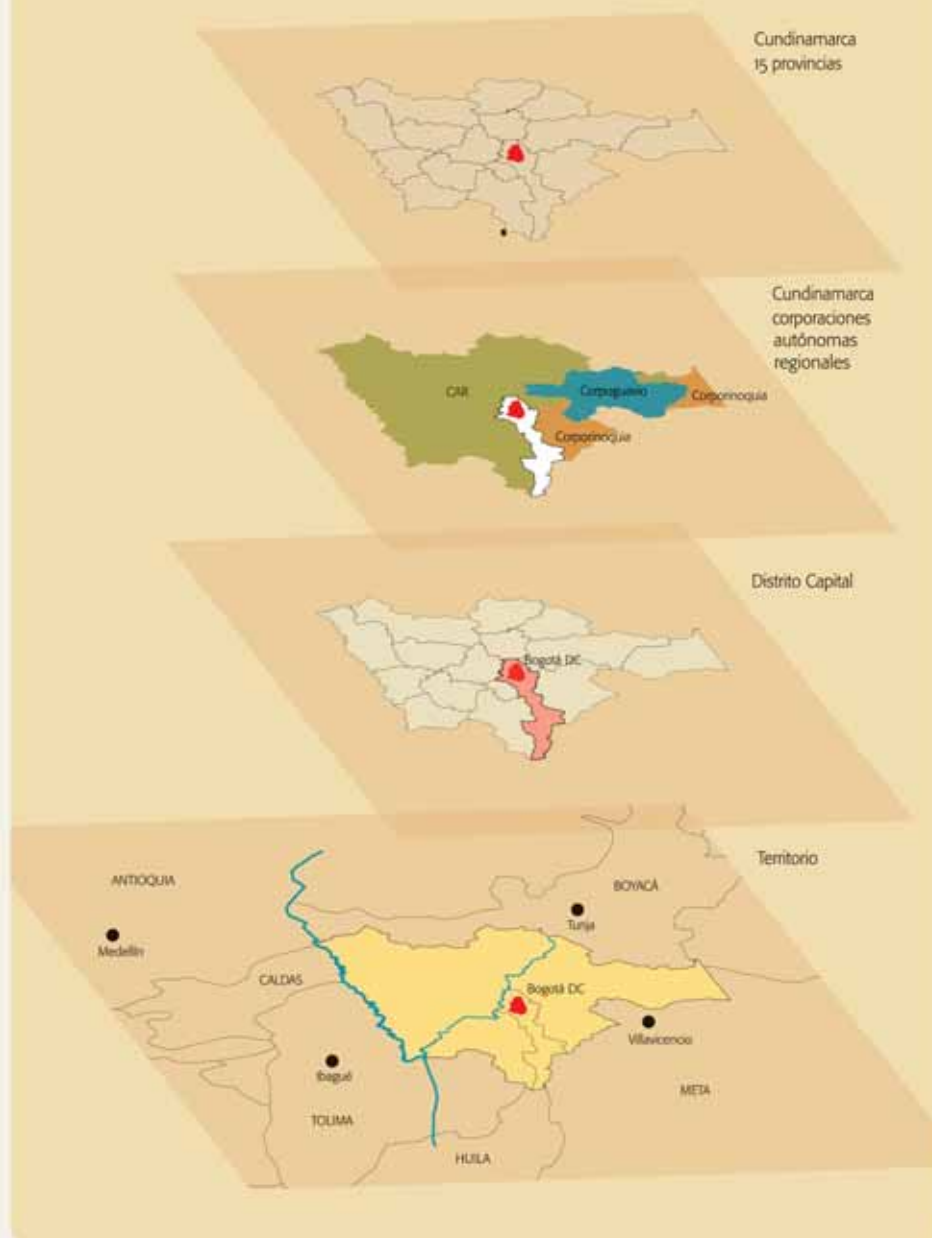 Cundinamarca
15 provincias
Cundinamarca
corporaciones
autónomas
regionales
CAR
Corpoguavio
Corporinoquia
Corporinoquia
Distrito Capital
Bogotá DC
Territorio
ANTIOQUIA
BOYACÁ
Tunja
Medellín
CALDAS
Bogotá DC
Villavicencio
Ibagué
META
TOLIMA
HUILA